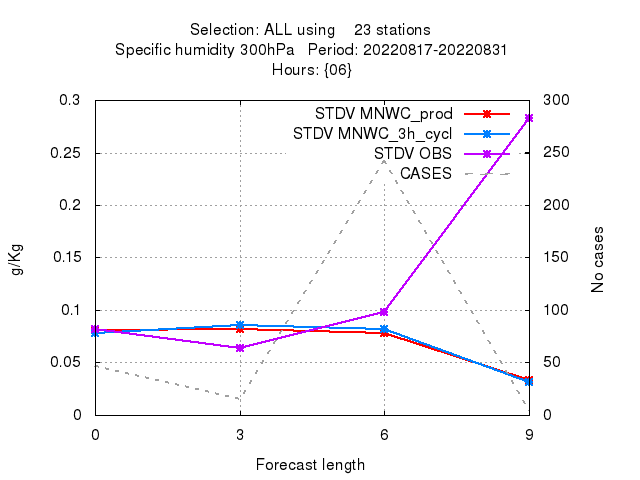 Selection: ALL using    23 stations
Specific humidity 300hPa   Period: 20220817-20220831
Hours: {06}
STDV MNWC_prod
STDV MNWC_3h_cycl
STDV OBS
CASES
0.3
0.25
0.2
0.15
0.1
0.05
0
g/Kg
300
250
200
150
100
50
0
No cases
0 3 6 9
Forecast length